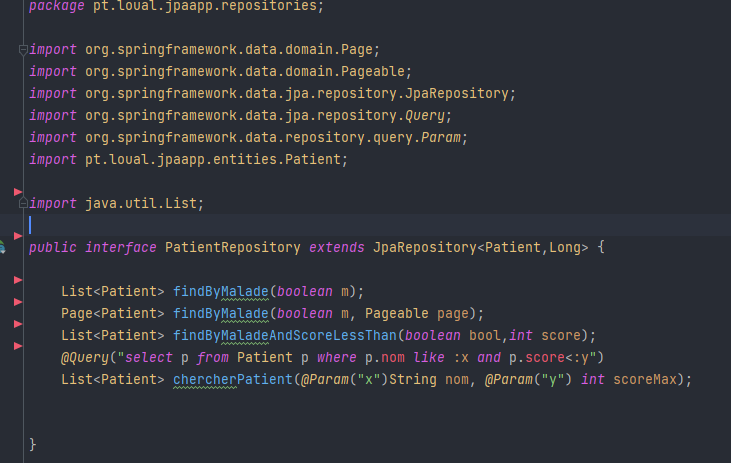 package pt.loual.jpaapp.repositories;
import org.springframework.data.domain.Page;
import org.springframework.data.domain.Pageable;
import org.springframework.data.jpa.repository.JpaRepository;
import org.springframework.data.jpa.repository.Query;
import org.springframework.data.repository.query.Param;
import pt.loual.jpaapp.entities.Patient;
import java.util.List;
public interface PatientRepository extends JpaRepository<Patient,Long> {
List<Patient> findByMalade(boolean m);
Page<Patient> findByMalade(boolean m, Pageable page);
List<Patient> findByMaladeAndScoreLessThan(boolean bool,int score);
@Query("select p from Patient p where p.nom like :x and p.score<:y")
List<Patient> chercherPatient(@Param("x")String nom, @Param("y") int scoreMax);
}